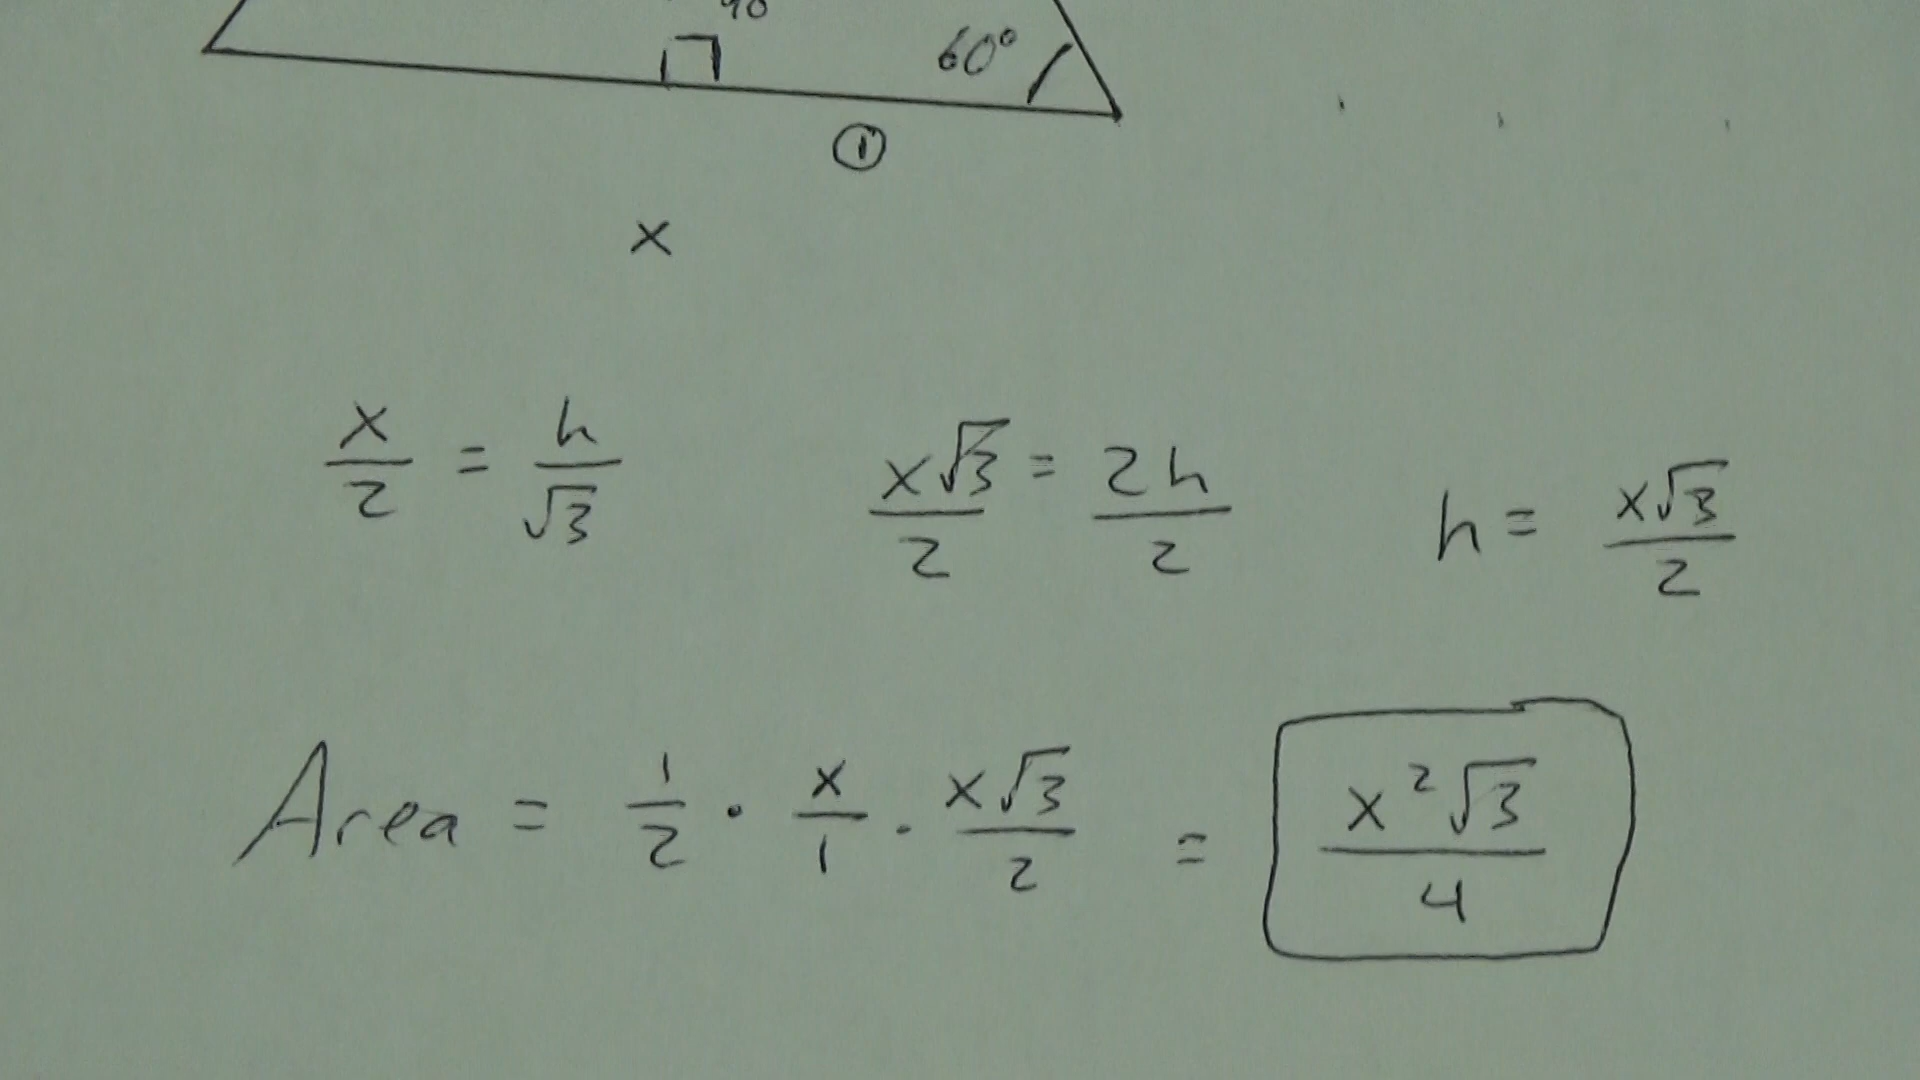 90
60°
①
x
x/2 = h/√3
x√3/2 = 2h/2
h = x√3/2
Area = 1/2 · x/1 · x√3/2 = x²√3/4